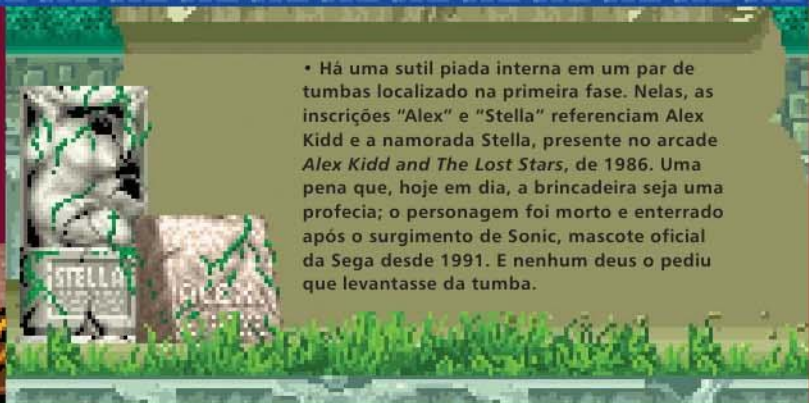 • Há uma sutil piada interna em um par de
tumbas localizado na primeira fase. Nelas, as
inscrições “Alex” e “Stella” referenciam Alex
Kidd e a namorada Stella, presente no arcade
Alex Kidd and The Lost Stars, de 1986. Uma
pena que, hoje em dia, a brincadeira seja uma
profecia; o personagem foi morto e enterrado
após o surgimento de Sonic, mascote oficial
da Sega desde 1991. E nenhum deus o pediu
que levantasse da tumba.
STELLA
ALEX